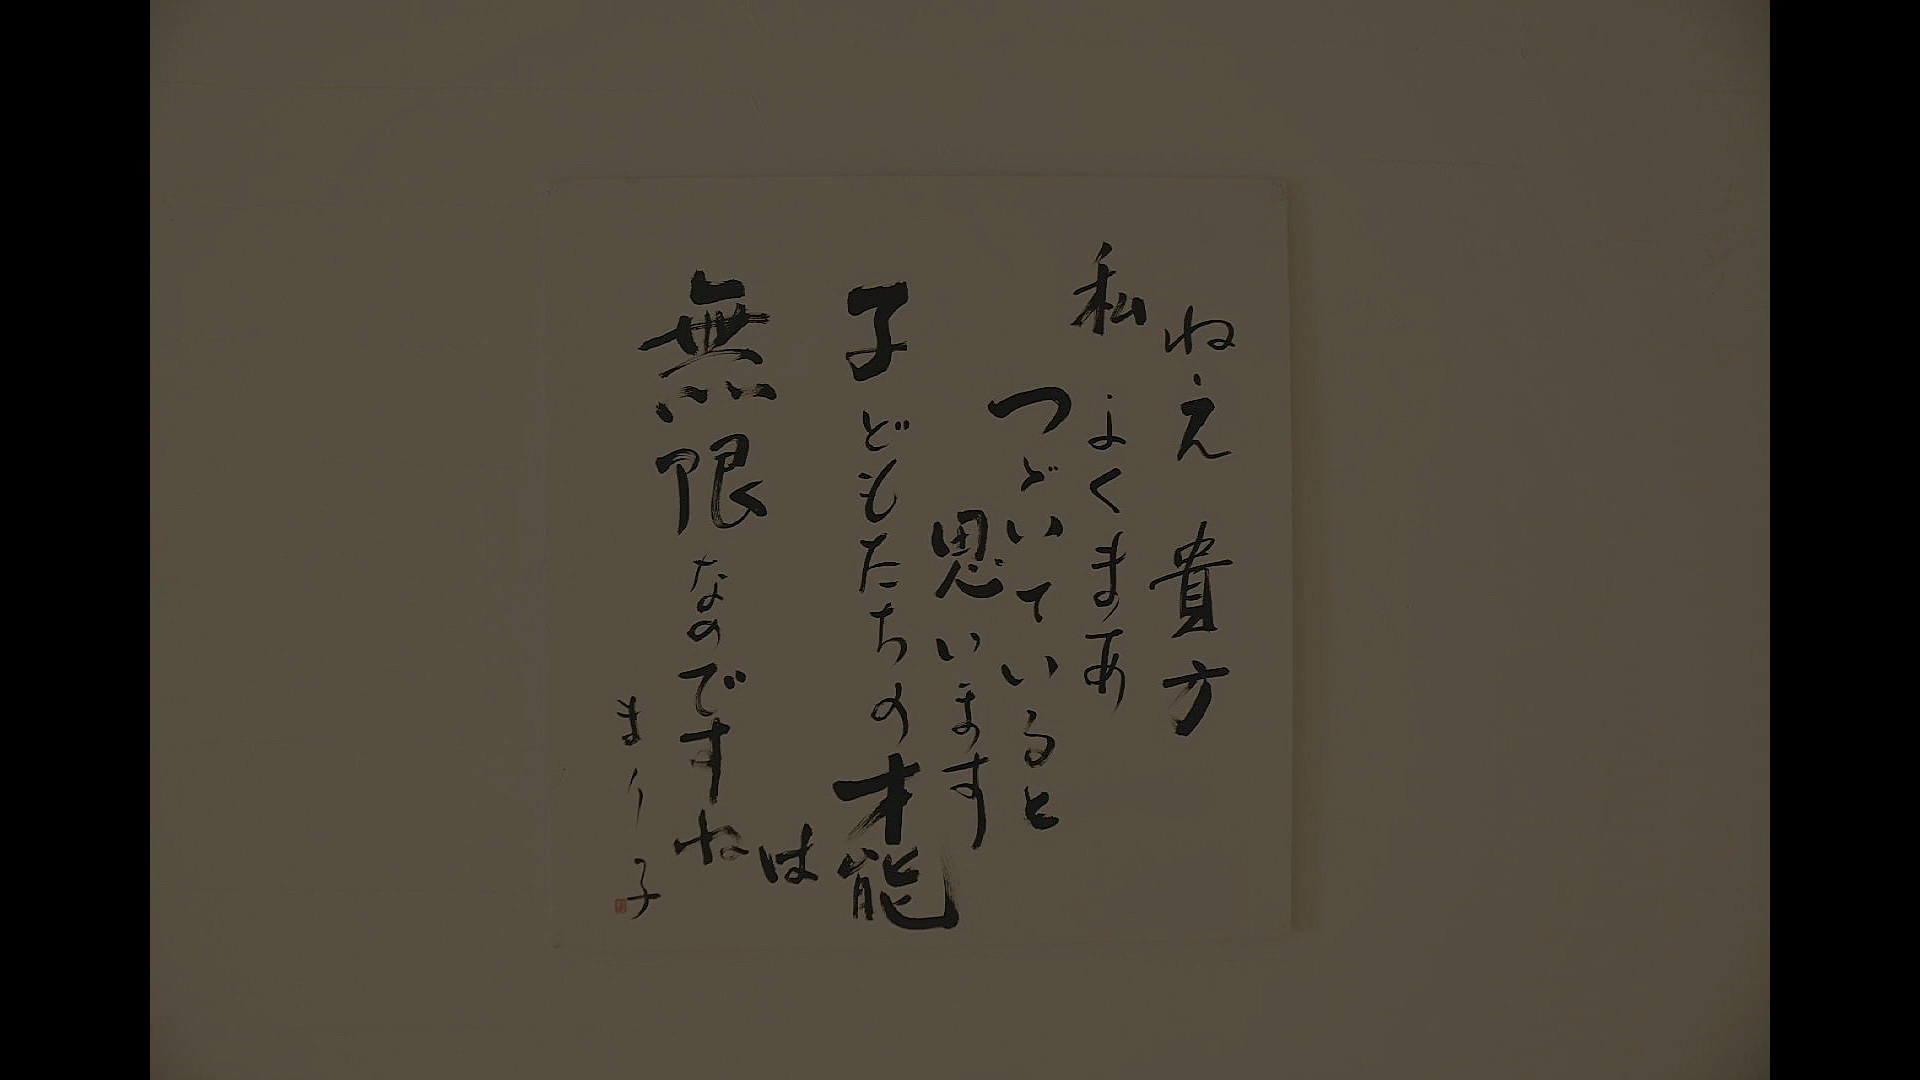 ねえ貴方
私よくまあ
つどいていると
思います
子どもたちの才能
は
無限なのですね
まり子